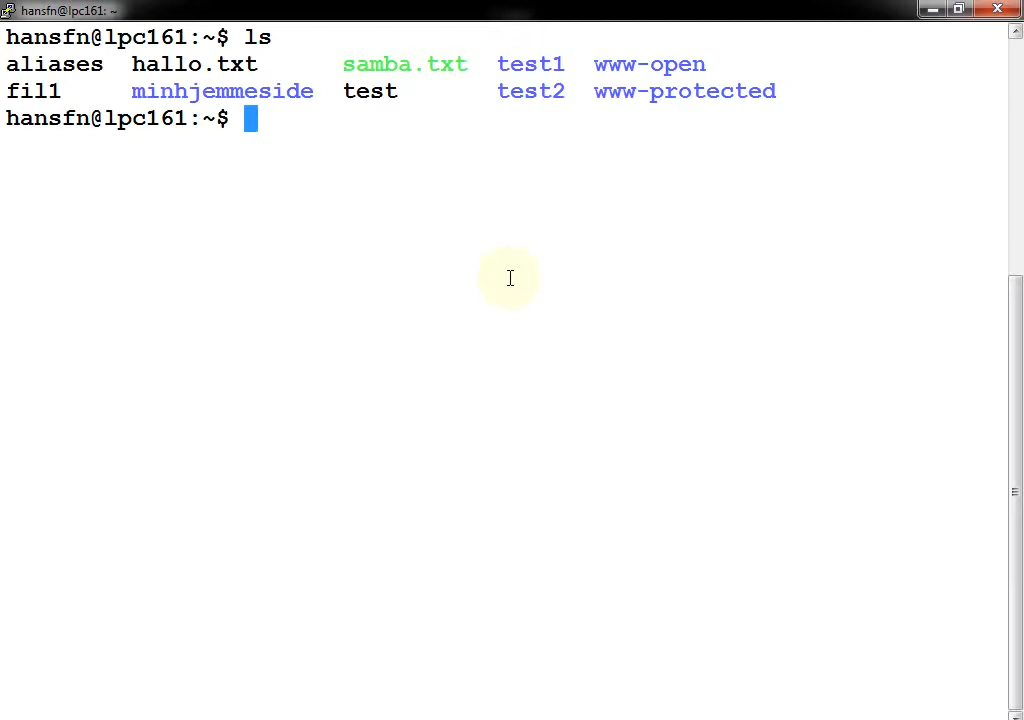 hansfn@lpc161: ~
hansfn@lpc161:~$ ls
aliases hallo.txt samba.txt test1 www-open
fil1 minhjemmeside test test2 www-protected
hansfn@lpc161:~$